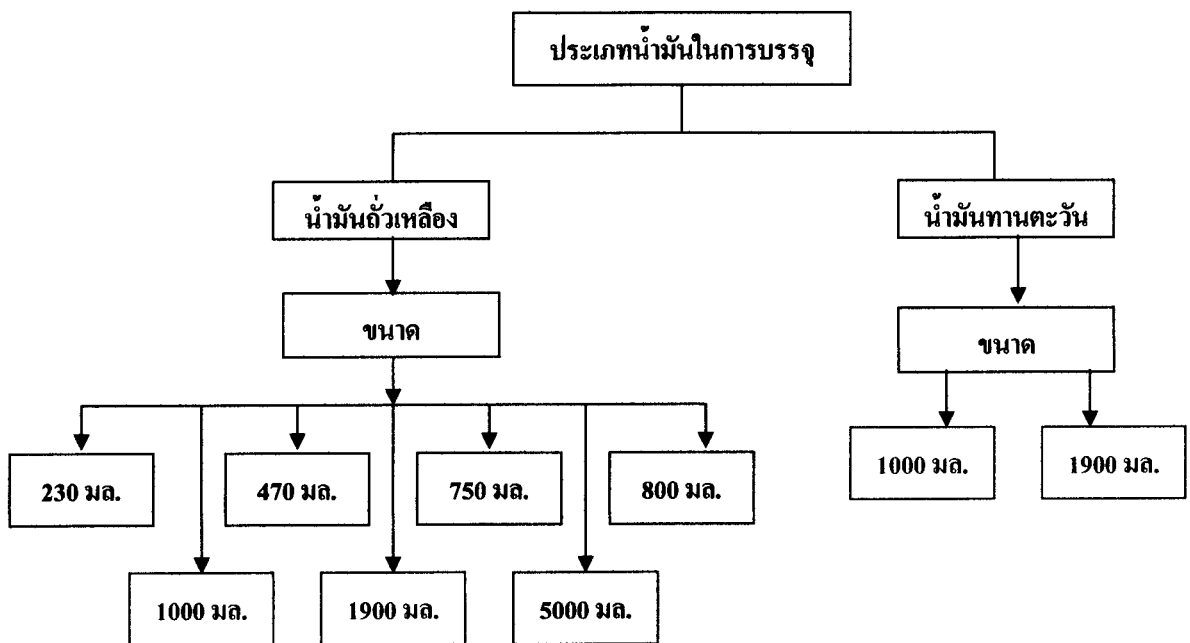 ประเภทน้ำมันในการบรรจุ
น้ำมันถั่วเหลือง
น้ำมันทานตะวัน
ขนาด
ขนาด
230 มล.
470 มล.
750 มล.
800 มล.
1000 มล.
1900 มล.
1000 มล.
1900 มล.
5000 มล.